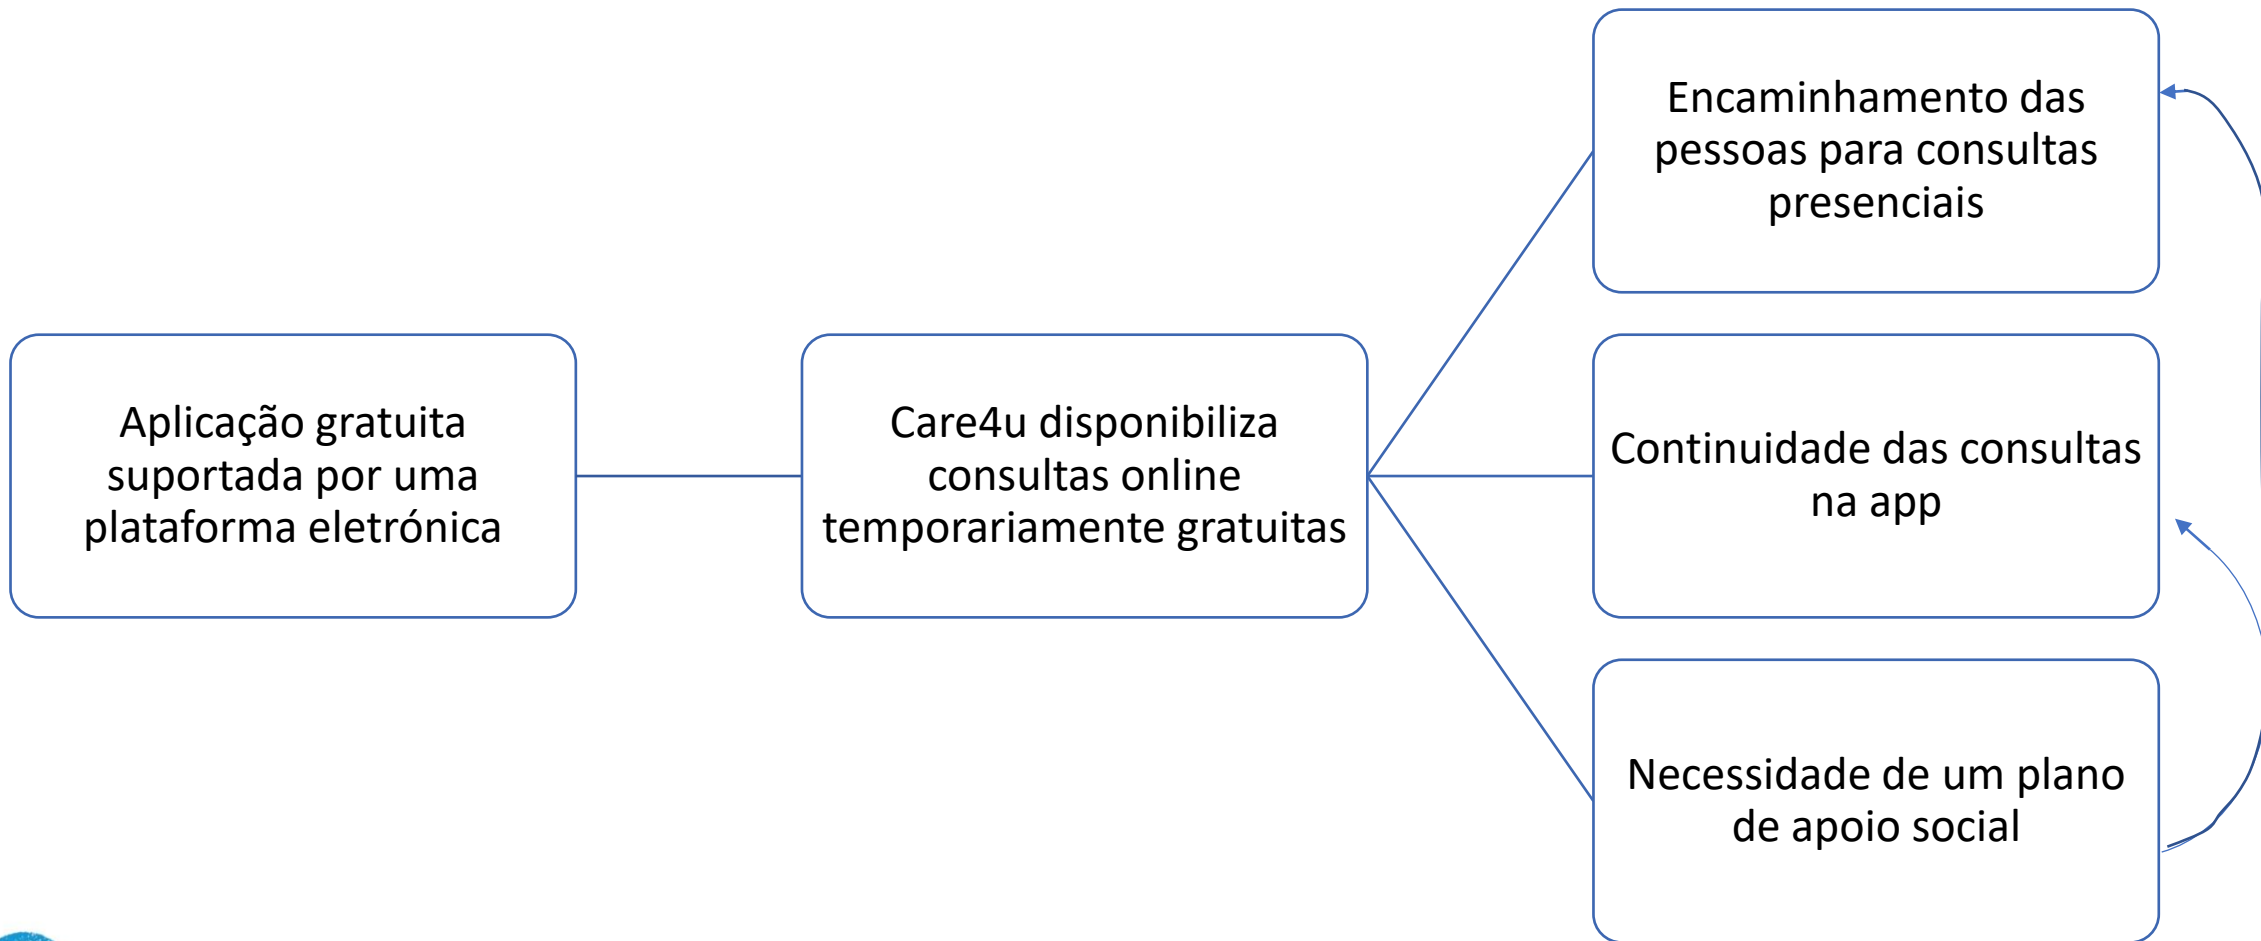 Encaminhamento das
pessoas para consultas
presenciais
Aplicação gratuita
suportada por uma
plataforma eletrónica
Care4u disponibiliza
consultas online
temporariamente gratuitas
Continuidade das consultas
na app
Necessidade de um plano
de apoio social